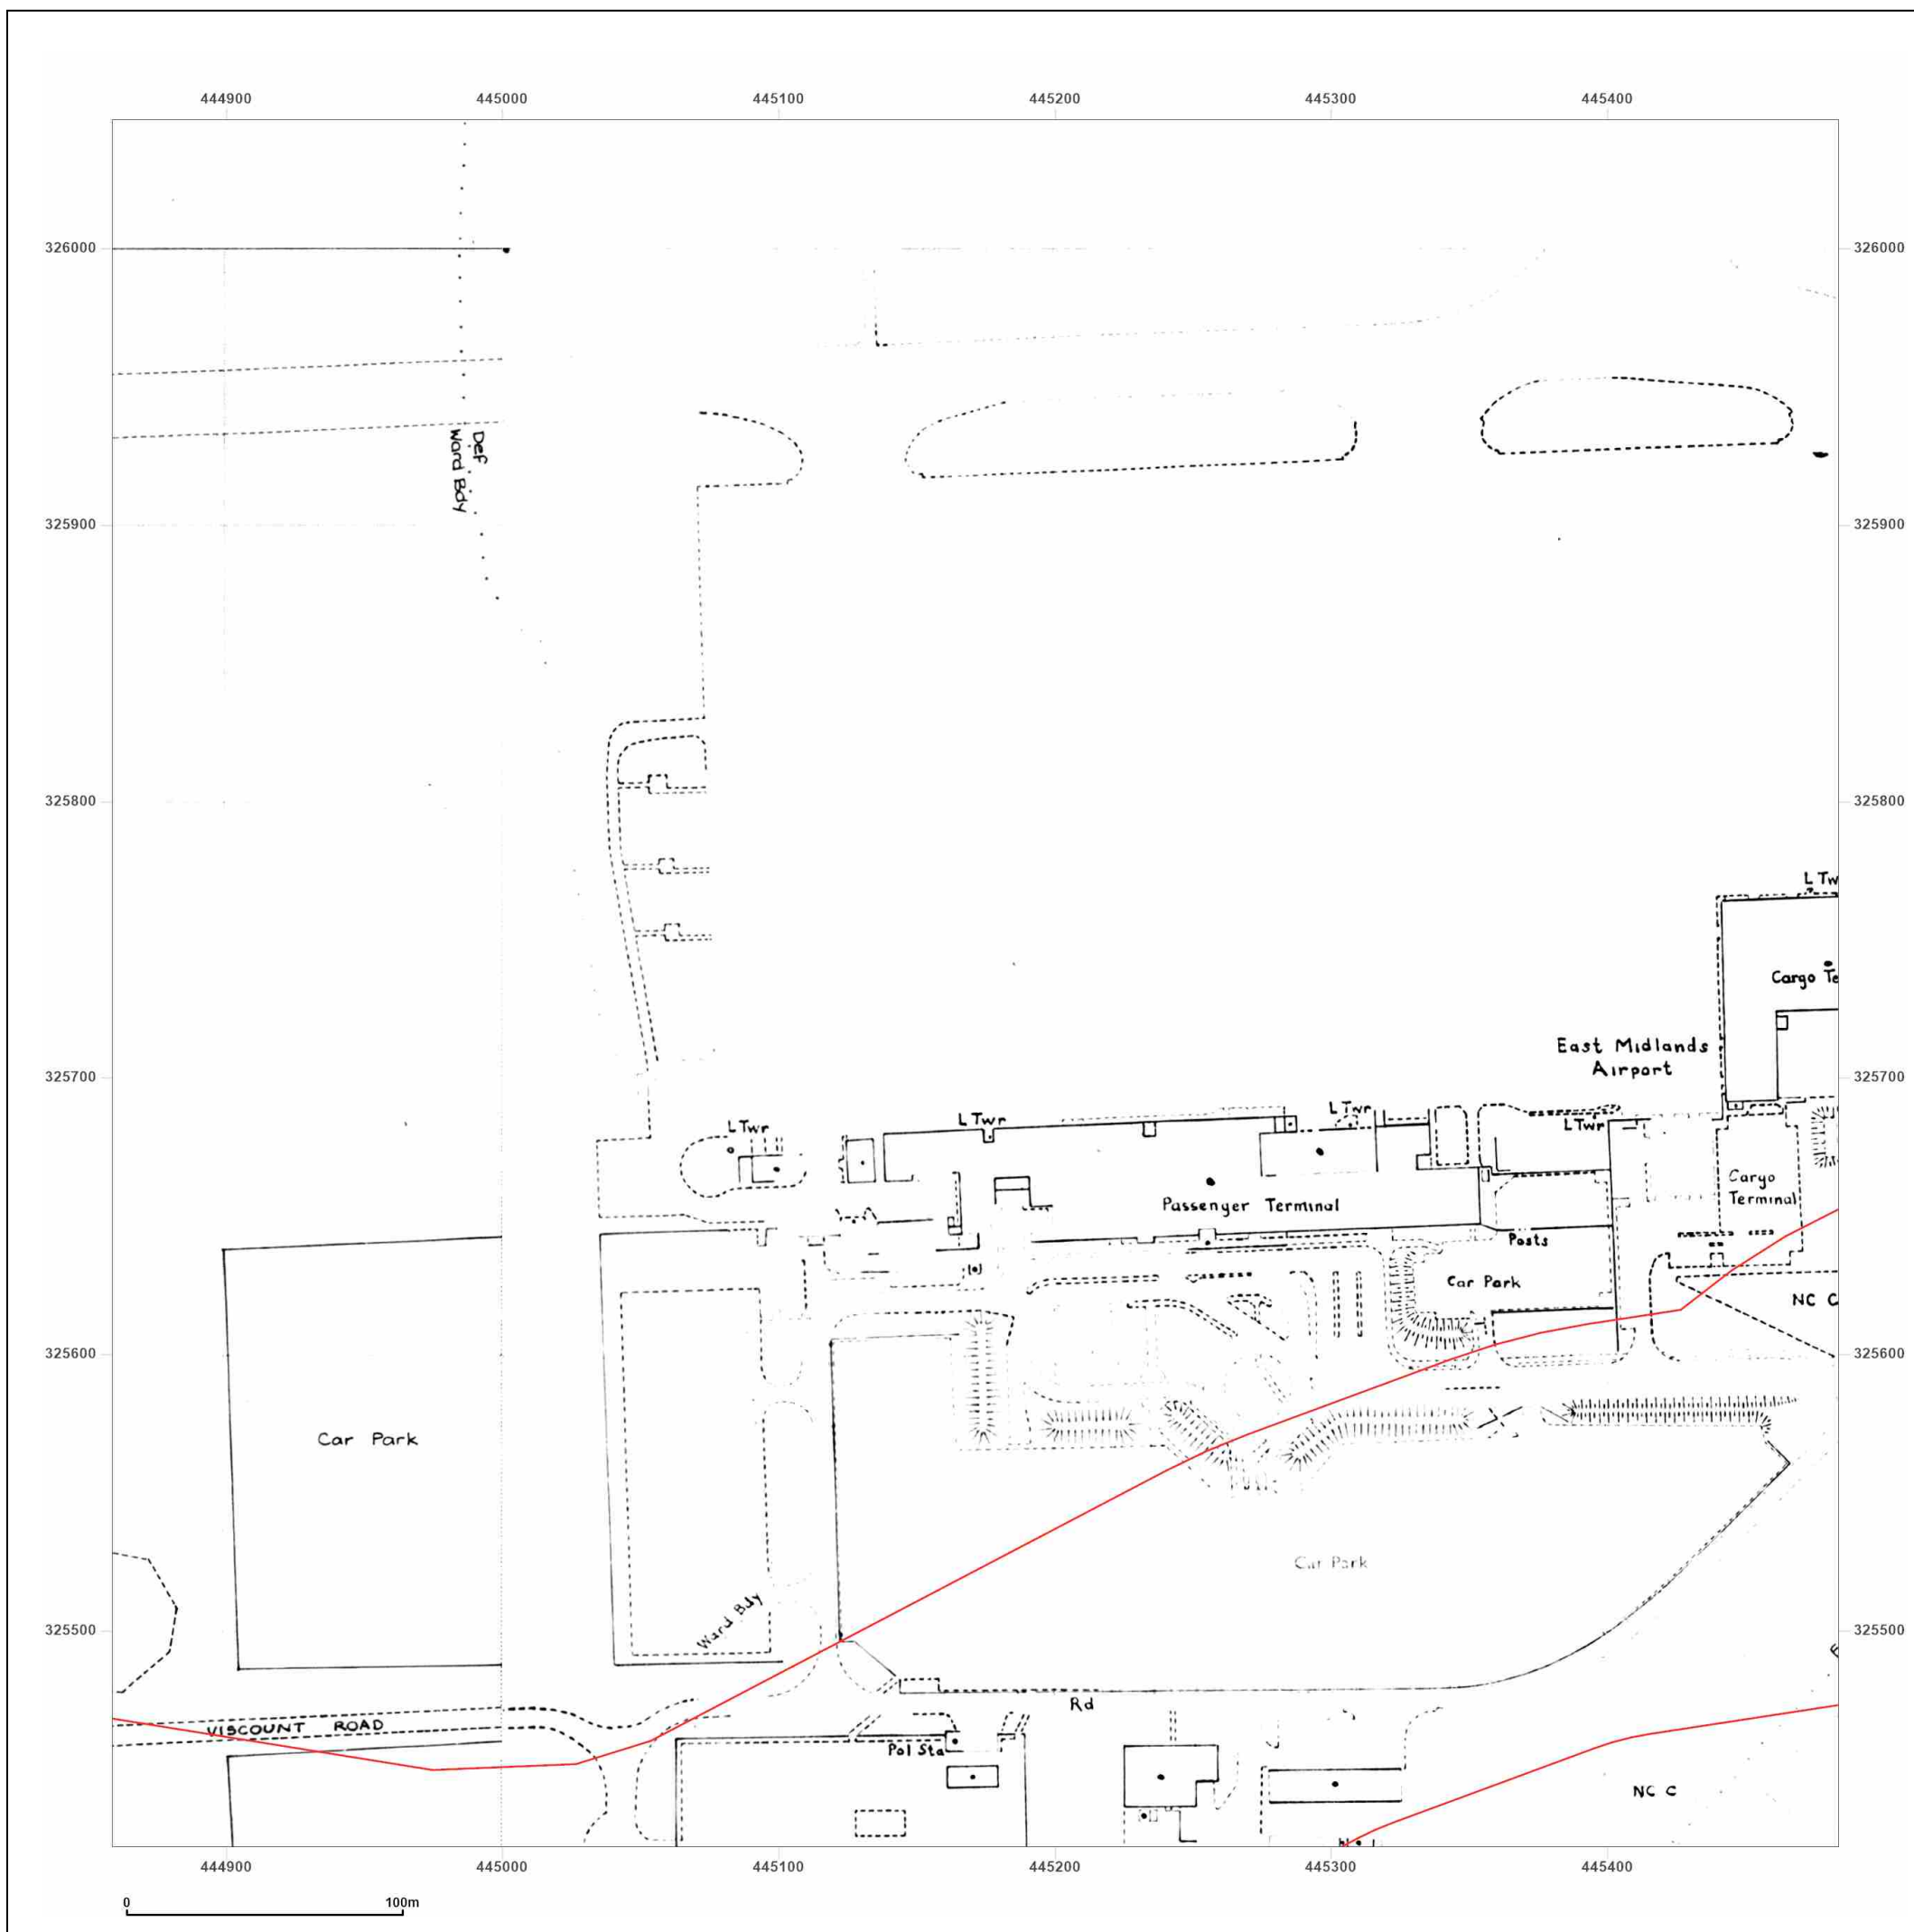 444900 445000 445100 445200 445300 445400
326000 326000
Def
Ward Bdy
325900 325900
325800 325800
L Tw
Cargo Te
East Midlands
Airport
325700 325700
L Twr
L Twr
L Twr
L Twr
Cargo
Terminal
Passenger Terminal
Posts
Car Park
NC C
325600 325600
Car Park
Car Park
Ward Bdy
325500 325500
Rd
VISCOUNT ROAD
Pol Sta
NC C
444900 445000 445100 445200 445300 445400
0 100m